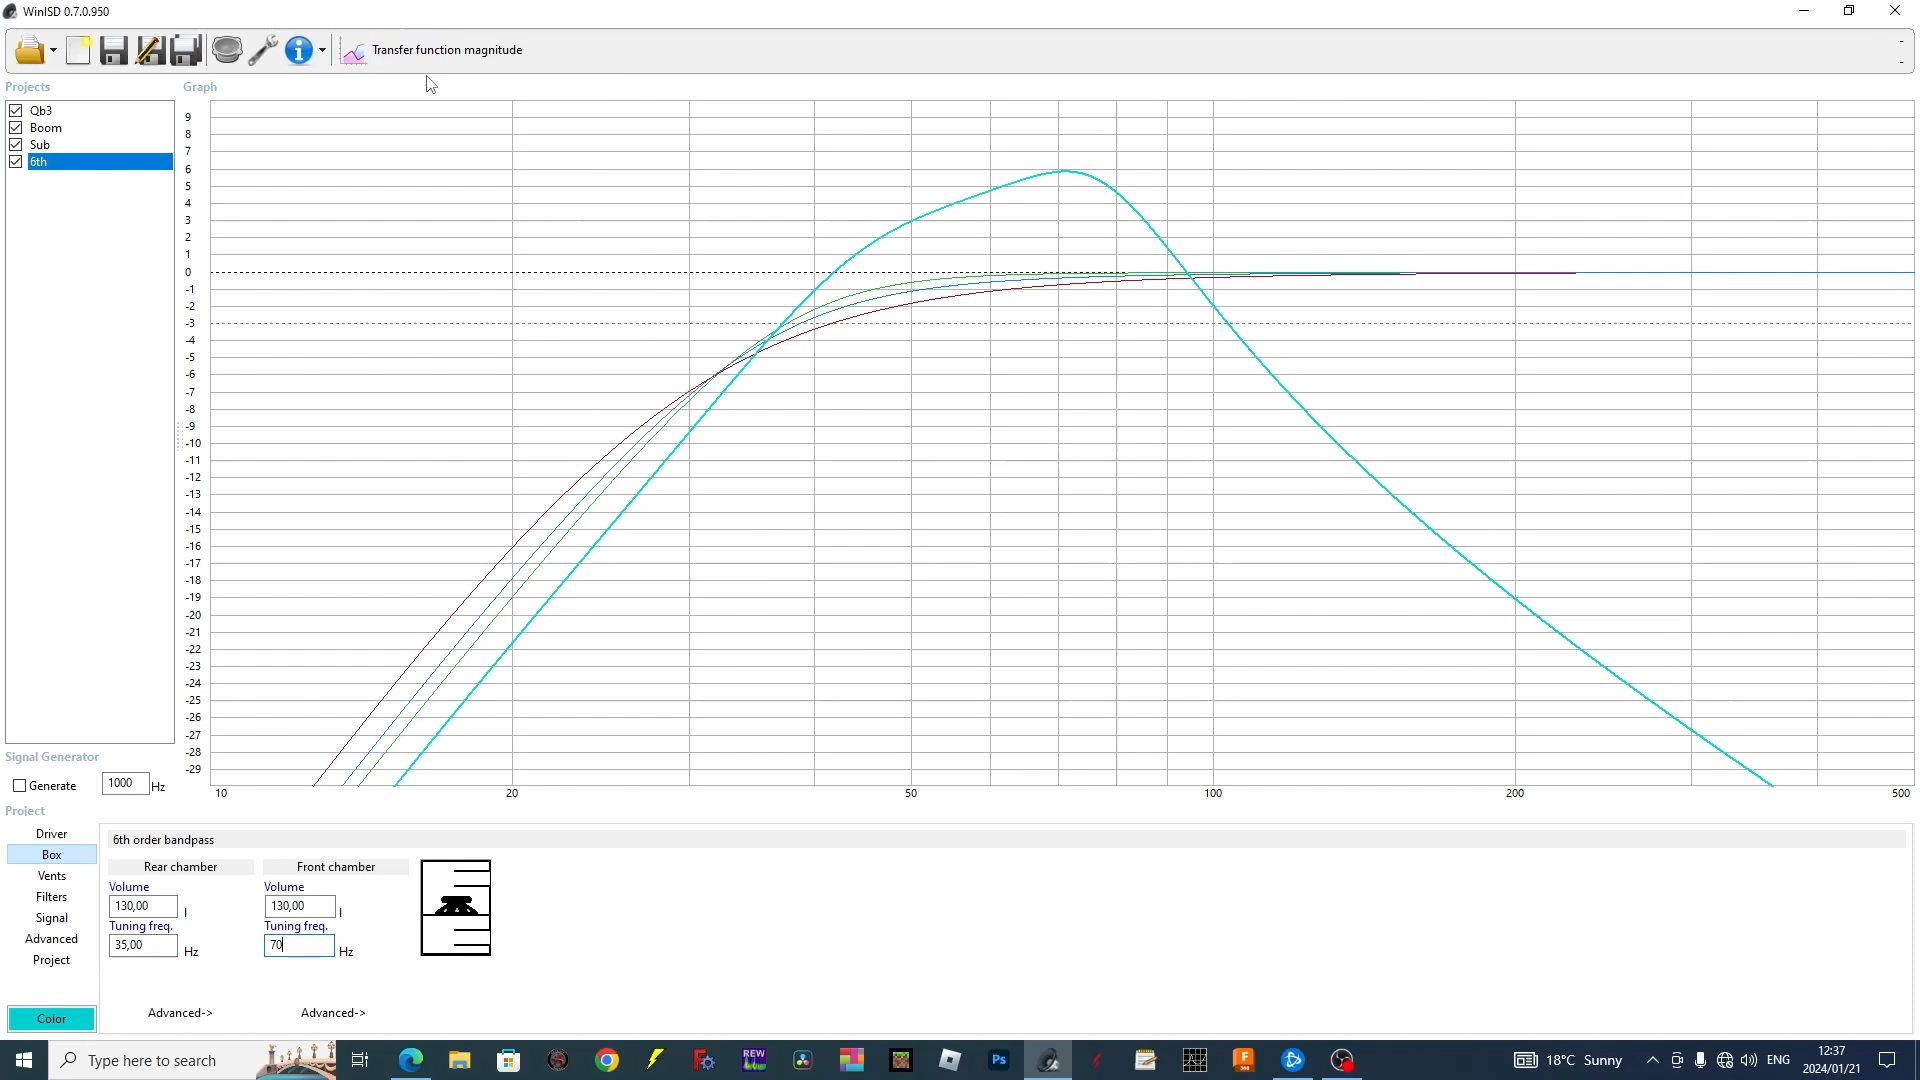 WinISD 0.7.0.950
Transfer function magnitude
Projects
Graph
Qb3
Boom
Sub
6th
9
8
7
6
5
4
3
2
1
0
-1
-2
-3
-4
-5
-6
-7
-8
-9
-10
-11
-12
-13
-14
-15
-16
-17
-18
-19
-20
-21
-22
-23
-24
-25
-26
-27
-28
-29
10 20 50 100 200 500
Signal Generator
Generate 1000 Hz
Project
Driver
Box
Vents
Filters
Signal
Advanced
Project
Color
6th order bandpass
Rear chamber Front chamber
Volume Volume
130,00 l 130,00 l
Tuning freq. Tuning freq.
35,00 Hz 70 Hz
Advanced-> Advanced->
Type here to search
REW
Ps
F
360
18°C Sunny
ENG
12:37
2024/01/21